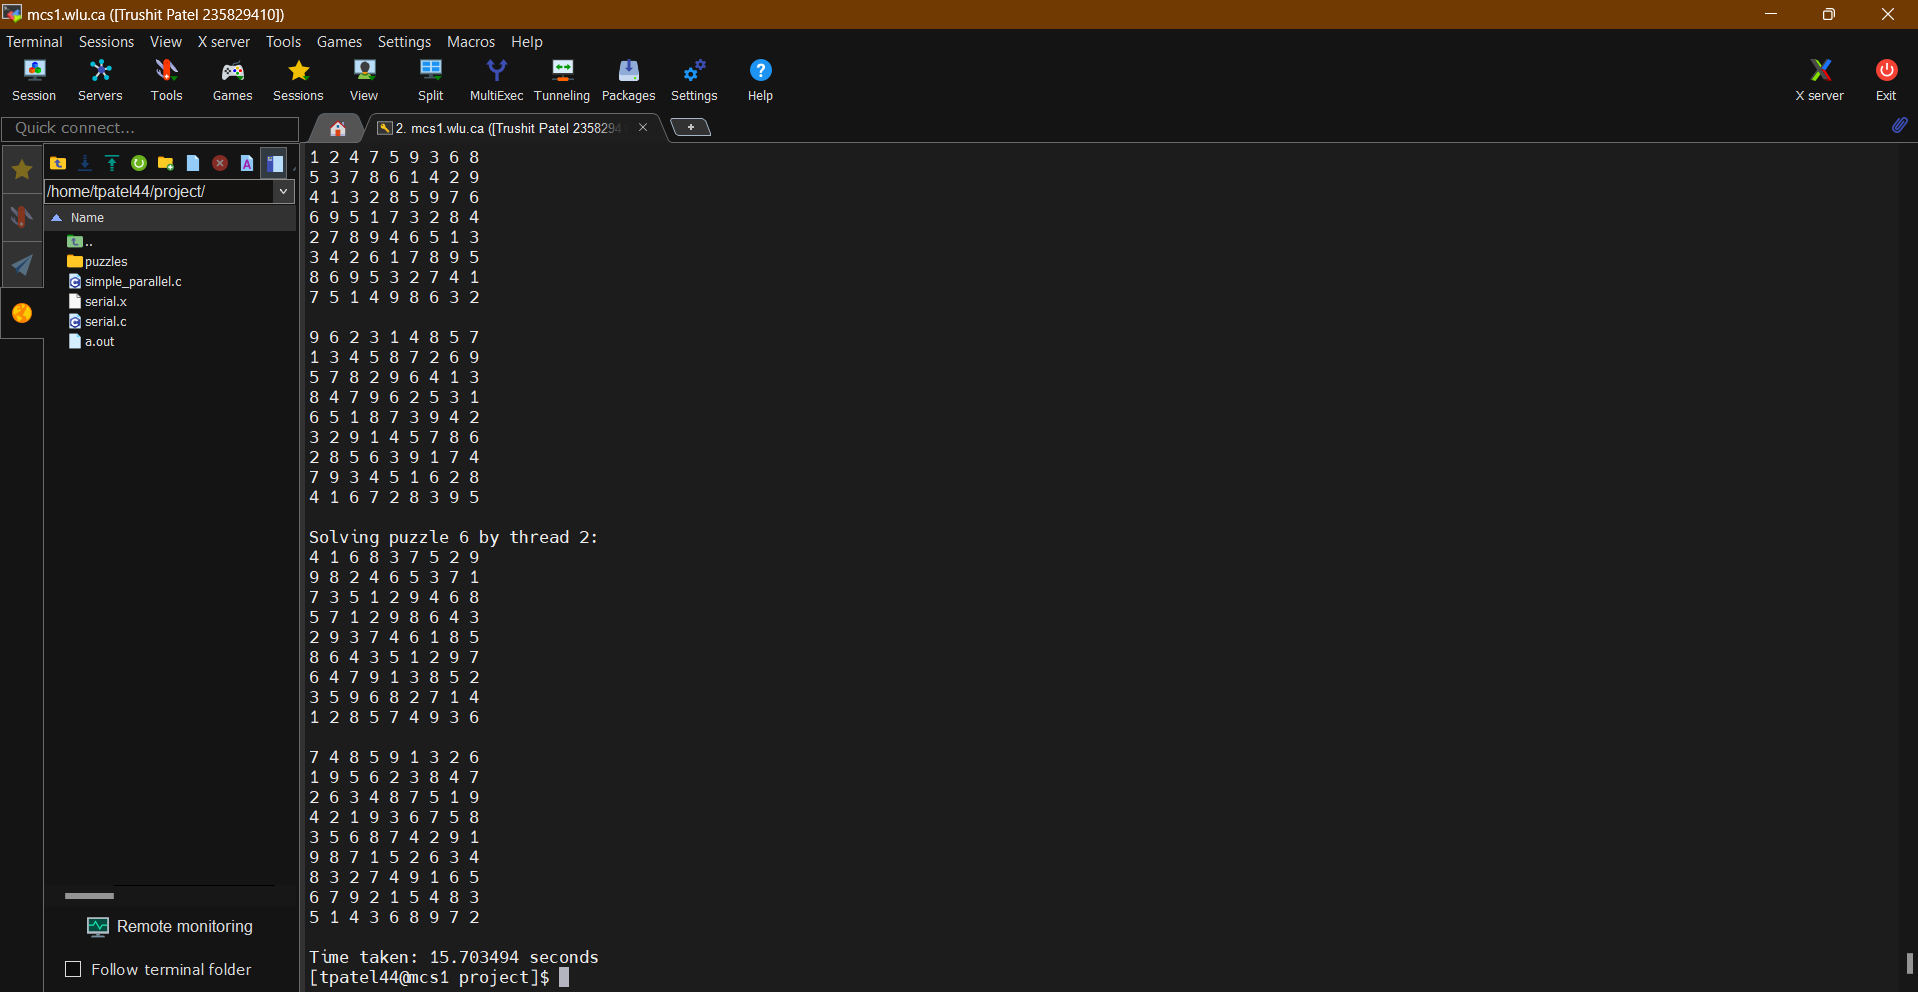 mcs1.wlu.ca ([Trushit Patel 235829410])
Terminal Sessions View X server Tools Games Settings Macros Help
Session Servers Tools Games Sessions View Split MultiExec Tunneling Packages Settings Help X server Exit
Quick connect...
2. mcs1.wlu.ca ([Trushit Patel 2358294
/home/tpatel44/project/
Name
..
puzzles
simple_parallel.c
serial.x
serial.c
a.out
Remote monitoring
Follow terminal folder
1 2 4 7 5 9 3 6 8
5 3 7 8 6 1 4 2 9
4 1 3 2 8 5 9 7 6
6 9 5 1 7 3 2 8 4
2 7 8 9 4 6 5 1 3
3 4 2 6 1 7 8 9 5
8 6 9 5 3 2 7 4 1
7 5 1 4 9 8 6 3 2
9 6 2 3 1 4 8 5 7
1 3 4 5 8 7 2 6 9
5 7 8 2 9 6 4 1 3
8 4 7 9 6 2 5 3 1
6 5 1 8 7 3 9 4 2
3 2 9 1 4 5 7 8 6
2 8 5 6 3 9 1 7 4
7 9 3 4 5 1 6 2 8
4 1 6 7 2 8 3 9 5
Solving puzzle 6 by thread 2:
4 1 6 8 3 7 5 2 9
9 8 2 4 6 5 3 7 1
7 3 5 1 2 9 4 6 8
5 7 1 2 9 8 6 4 3
2 9 3 7 4 6 1 8 5
8 6 4 3 5 1 2 9 7
6 4 7 9 1 3 8 5 2
3 5 9 6 8 2 7 1 4
1 2 8 5 7 4 9 3 6
7 4 8 5 9 1 3 2 6
1 9 5 6 2 3 8 4 7
2 6 3 4 8 7 5 1 9
4 2 1 9 3 6 7 5 8
3 5 6 8 7 4 2 9 1
9 8 7 1 5 2 6 3 4
8 3 2 7 4 9 1 6 5
6 7 9 2 1 5 4 8 3
5 1 4 3 6 8 9 7 2
Time taken: 15.703494 seconds
[tpatel44@mcs1 project]$